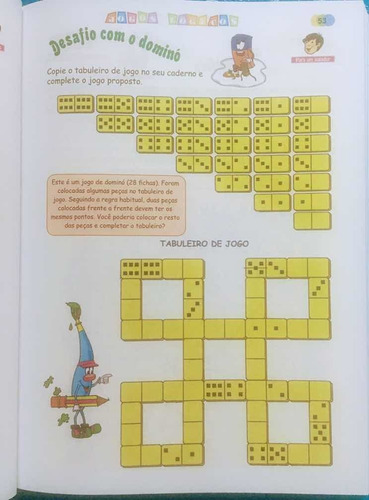 JOGOS LÓGICOS
53
Desafio com o dominó
Copie o tabuleiro de jogo no seu caderno e
complete o jogo proposto.
Este é um jogo de dominó (28 fichas). Foram
colocadas algumas peças no tabuleiro de
jogo. Seguindo a regra habitual, duas peças
colocadas frente a frente devem ter os
mesmos pontos. Você poderia colocar o resto
das peças e completar o tabuleiro?
TABULEIRO DE JOGO